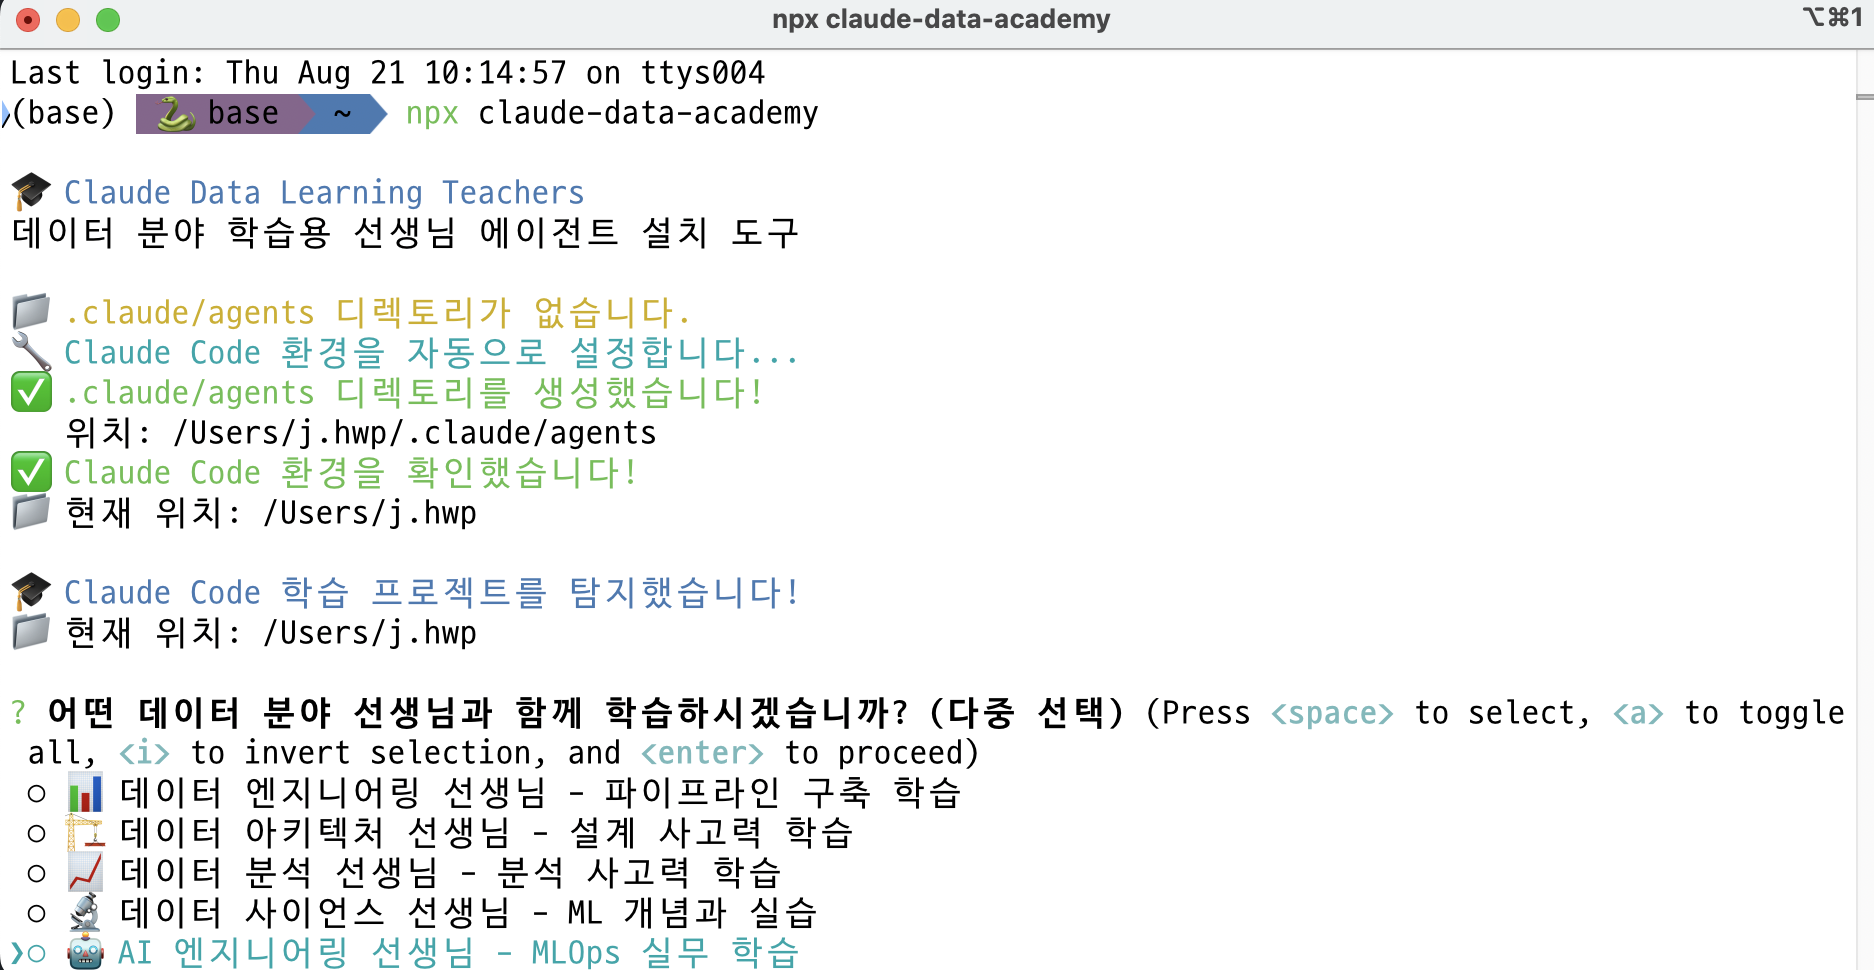 npx claude-data-academy
⌥⌘1
Last login: Thu Aug 21 10:14:57 on ttys004
(base) base ~ npx claude-data-academy
Claude Data Learning Teachers
데이터 분야 학습용 선생님 에이전트 설치 도구
.claude/agents 디렉토리가 없습니다.
Claude Code 환경을 자동으로 설정합니다...
.claude/agents 디렉토리를 생성했습니다!
위치: /Users/j.hwp/.claude/agents
Claude Code 환경을 확인했습니다!
현재 위치: /Users/j.hwp
Claude Code 학습 프로젝트를 탐지했습니다!
현재 위치: /Users/j.hwp
? 어떤 데이터 분야 선생님과 함께 학습하시겠습니까? (다중 선택) (Press <space> to select, <a> to toggle
all, <i> to invert selection, and <enter> to proceed)
○ 데이터 엔지니어링 선생님 - 파이프라인 구축 학습
○ 데이터 아키텍처 선생님 - 설계 사고력 학습
○ 데이터 분석 선생님 - 분석 사고력 학습
○ 데이터 사이언스 선생님 - ML 개념과 실습
❯○ AI 엔지니어링 선생님 - MLOps 실무 학습